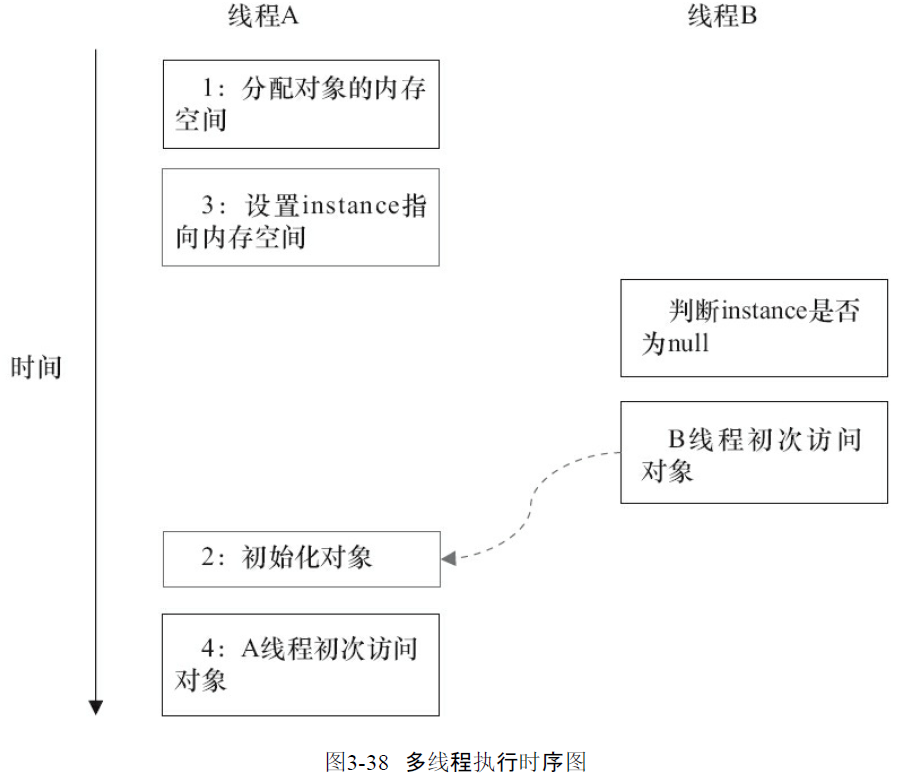 线程A
线程B
1：分配对象的内存
空间
3：设置instance指
向内存空间
判断instance是否
为null
时间
B线程初次访问
对象
2：初始化对象
4：A线程初次访问
对象
图3-38 多线程执行时序图